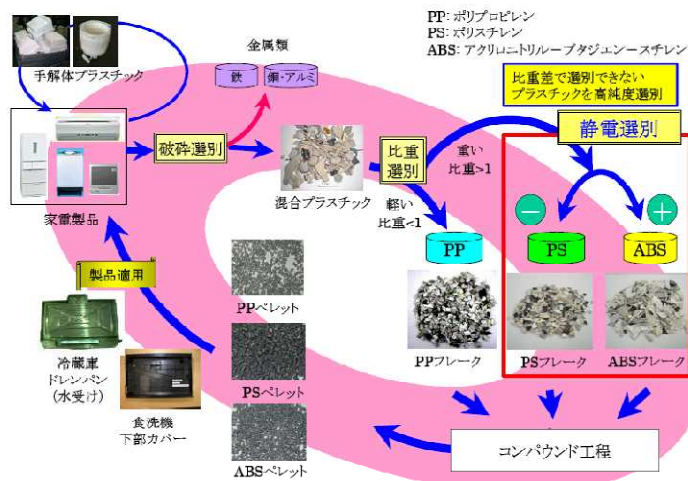 PP: ポリプロピレン
PS: ポリスチレン
ABS: アクリロニトリルーブタジエンースチレン
手解体プラスチック
金属類
鉄
銅・アルミ
比重差で選別できない
プラスチックを高純度選別
静電選別
破砕選別
混合プラスチック
比重
選別
重い
比重>1
軽い
比重<1
家電製品
−
+
PP
PS
ABS
製品適用
PPペレット
PPフレーク
PSフレーク
ABSフレーク
冷蔵庫
ドレンパン
(水受け)
食洗機
下部カバー
PSペレット
ABSペレット
コンパウンド工程